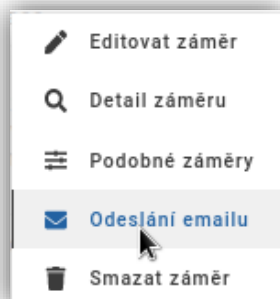 Editovat záměr
Detail záměru
Podobné záměry
Odeslání emailu
Smazat záměr